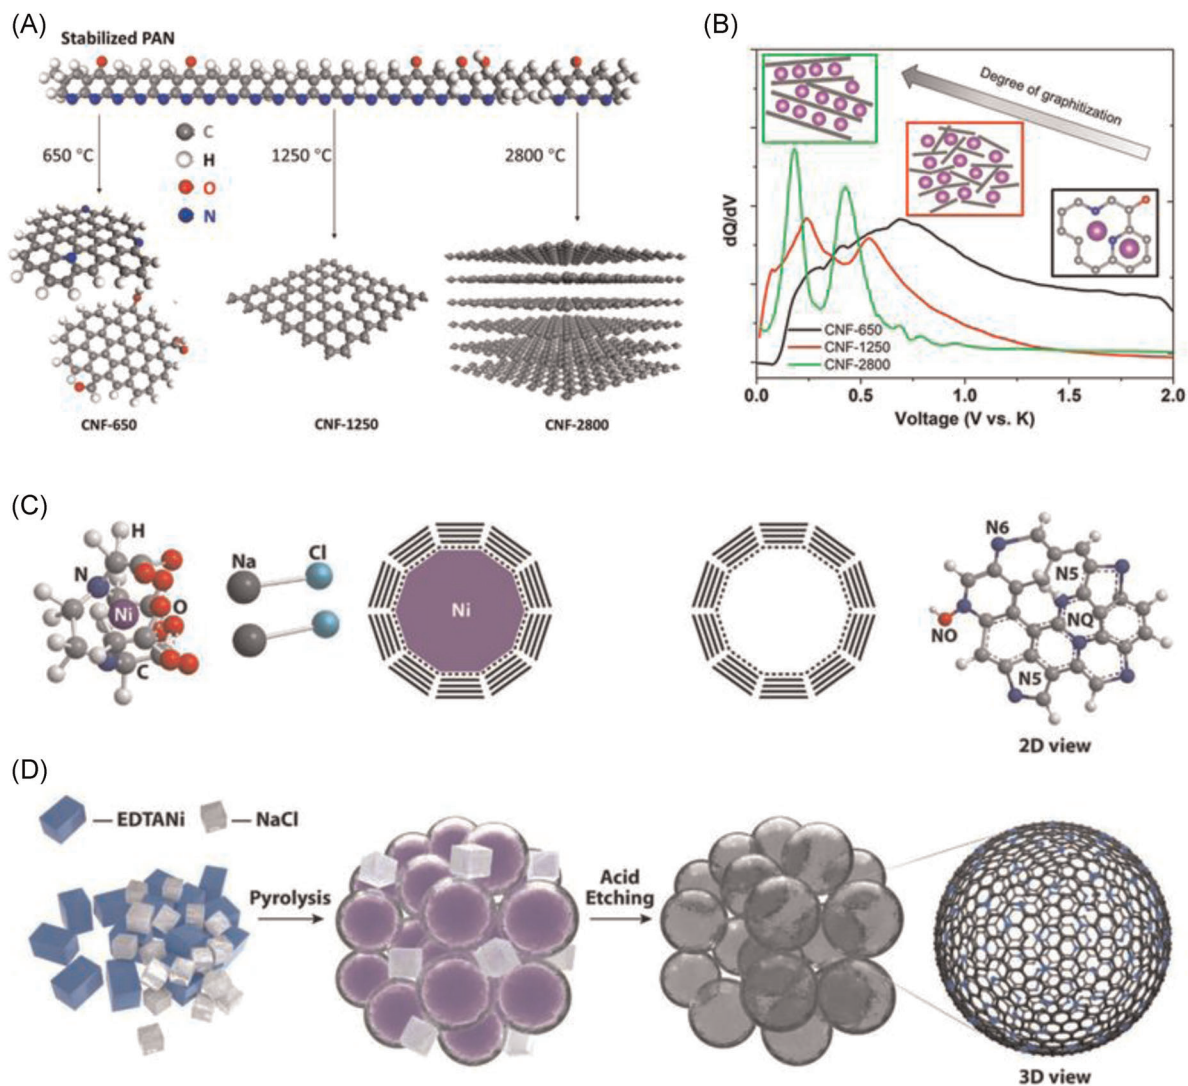 (A)
Stabilized PAN
650 °C
1250 °C
2800 °C
C
H
O
N
CNF-650
CNF-1250
CNF-2800
(B)
Degree of graphitization
dQ/dV
CNF-650
CNF-1250
CNF-2800
0.0 0.5 1.0 1.5 2.0
Voltage (V vs. K)
(C)
H
N
Ni
O
C
Na
Cl
Ni
N6
N5
NQ
NO
N5
2D view
(D)
— EDTANi
— NaCl
Pyrolysis
Acid
Etching
3D view